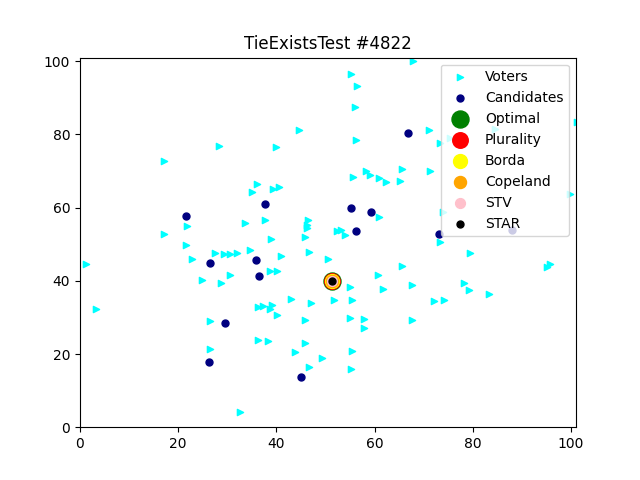 TieExistsTest #4822
100
80
60
40
20
0
0
20
40
60
80
100
Voters
Candidates
Optimal
Plurality
Borda
Copeland
STV
STAR